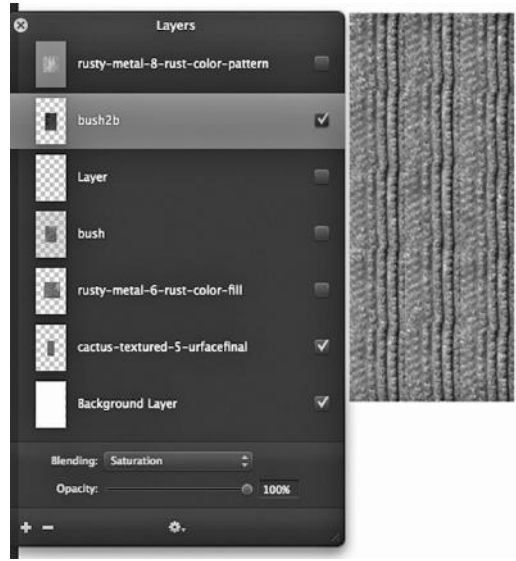 Layers
rusty-metal-8-rust-color-pattern
bush2b
Layer
bush
rusty-metal-6-rust-color-fill
cactus-textured-5-urfacefinal
Background Layer
Blending: Saturation
Opacity: 100%